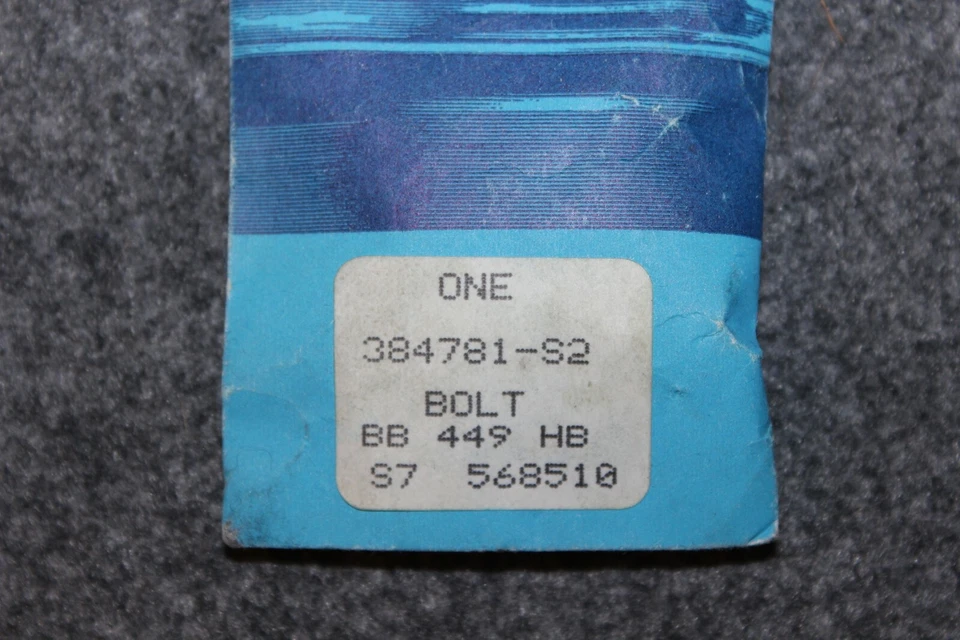 ONE
384781-S2
BOLT
BB 449 HB
S7 568510